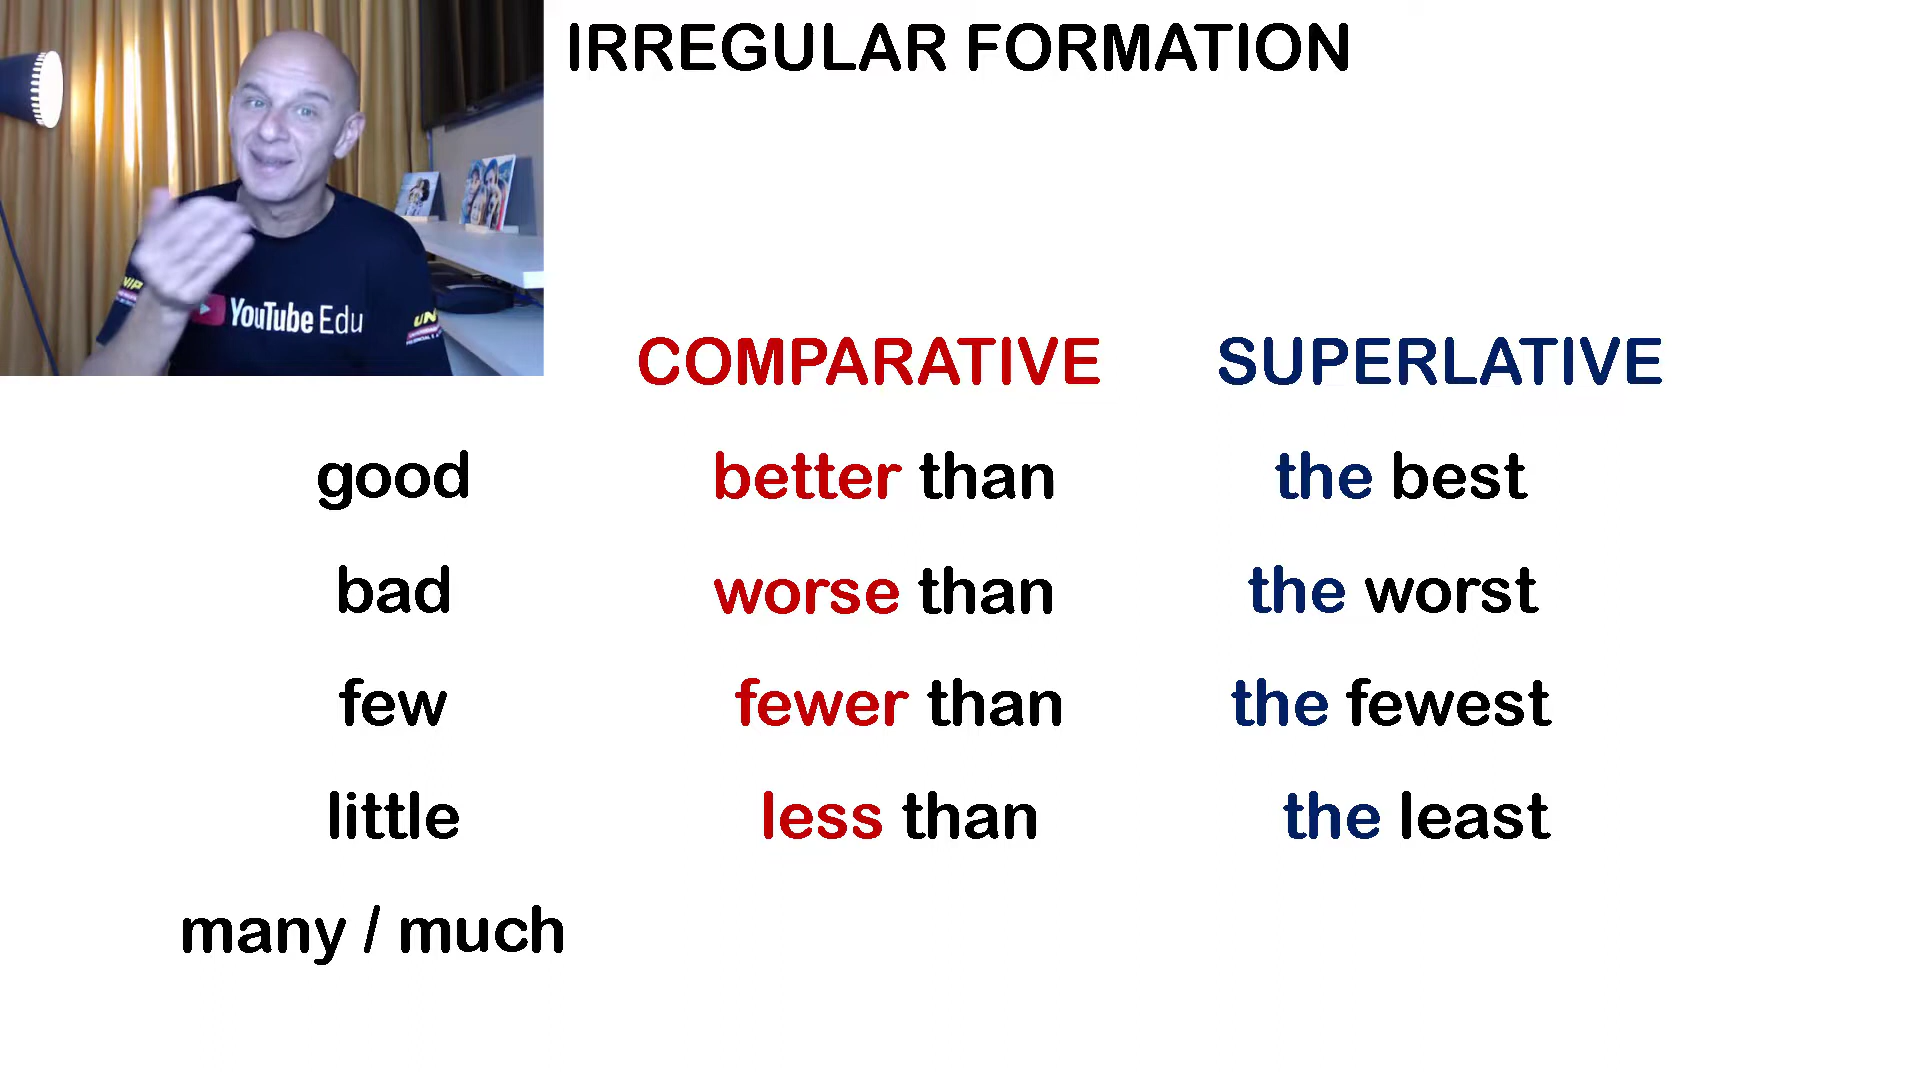 IRREGULAR FORMATION
YouTube Edu
COMPARATIVE SUPERLATIVE
good better than the best
bad worse than the worst
few fewer than the fewest
little less than the least
many / much